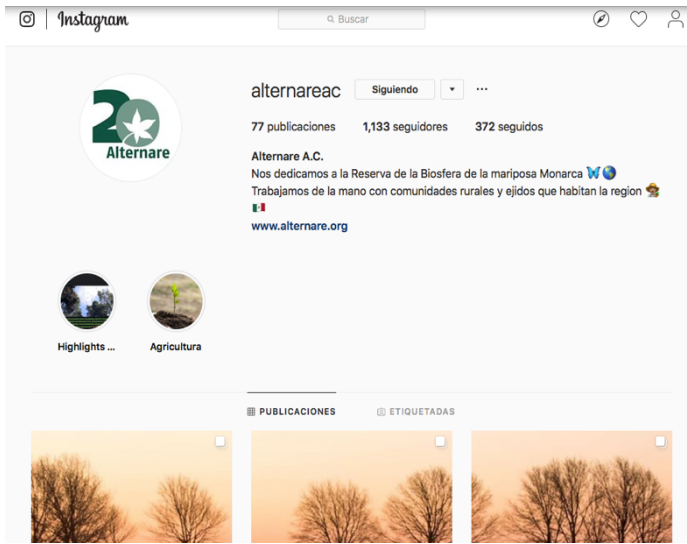 Instagram
Buscar
20
Alternare
alternareac
Siguiendo
77 publicaciones 1,133 seguidores 372 seguidos
Alternare A.C.
Nos dedicamos a la Reserva de la Biosfera de la mariposa Monarca 🦋🌎
Trabajamos de la mano con comunidades rurales y ejidos que habitan la region 👩‍🌾
🇲🇽
www.alternare.org
Highlights ... Agricultura
PUBLICACIONES ETIQUETADAS